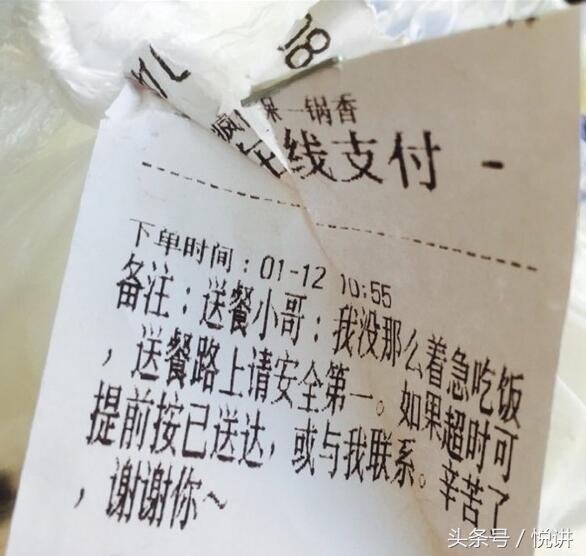 08
一锅香
在线支付 -
下单时间：01-12 10:55
备注：送餐小哥：我没那么着急吃饭
，送餐路上请安全第一。如果超时可
提前按已送达，或与我联系。辛苦了
，谢谢你~
头条号 / 悦讲